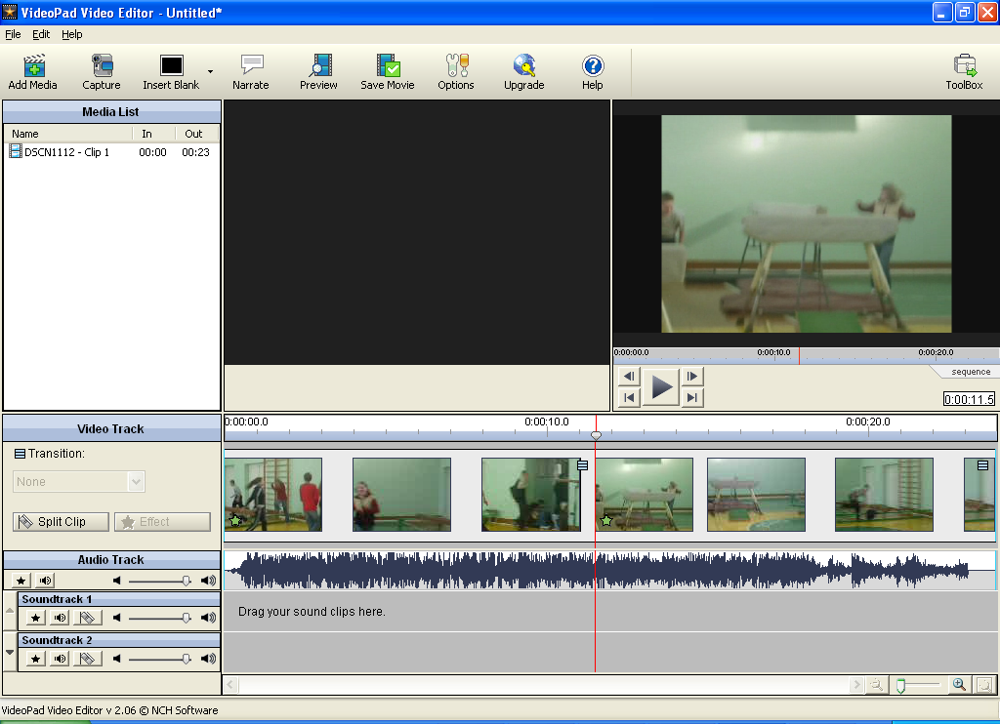 VideoPad Video Editor - Untitled*
File Edit Help
Add Media Capture Insert Blank Narrate Preview Save Movie Options Upgrade Help ToolBox
Media List
Name In Out
DSCN1112 - Clip 1 00:00 00:23
0:00:00.0 0:00:10.0 0:00:20.0
sequence
0:00:11.5
Video Track
0:00:00.0 0:00:10.0 0:00:20.0
Transition:
None
Split Clip Effect
Audio Track
Soundtrack 1
Drag your sound clips here.
Soundtrack 2
VideoPad Video Editor v 2.06 © NCH Software